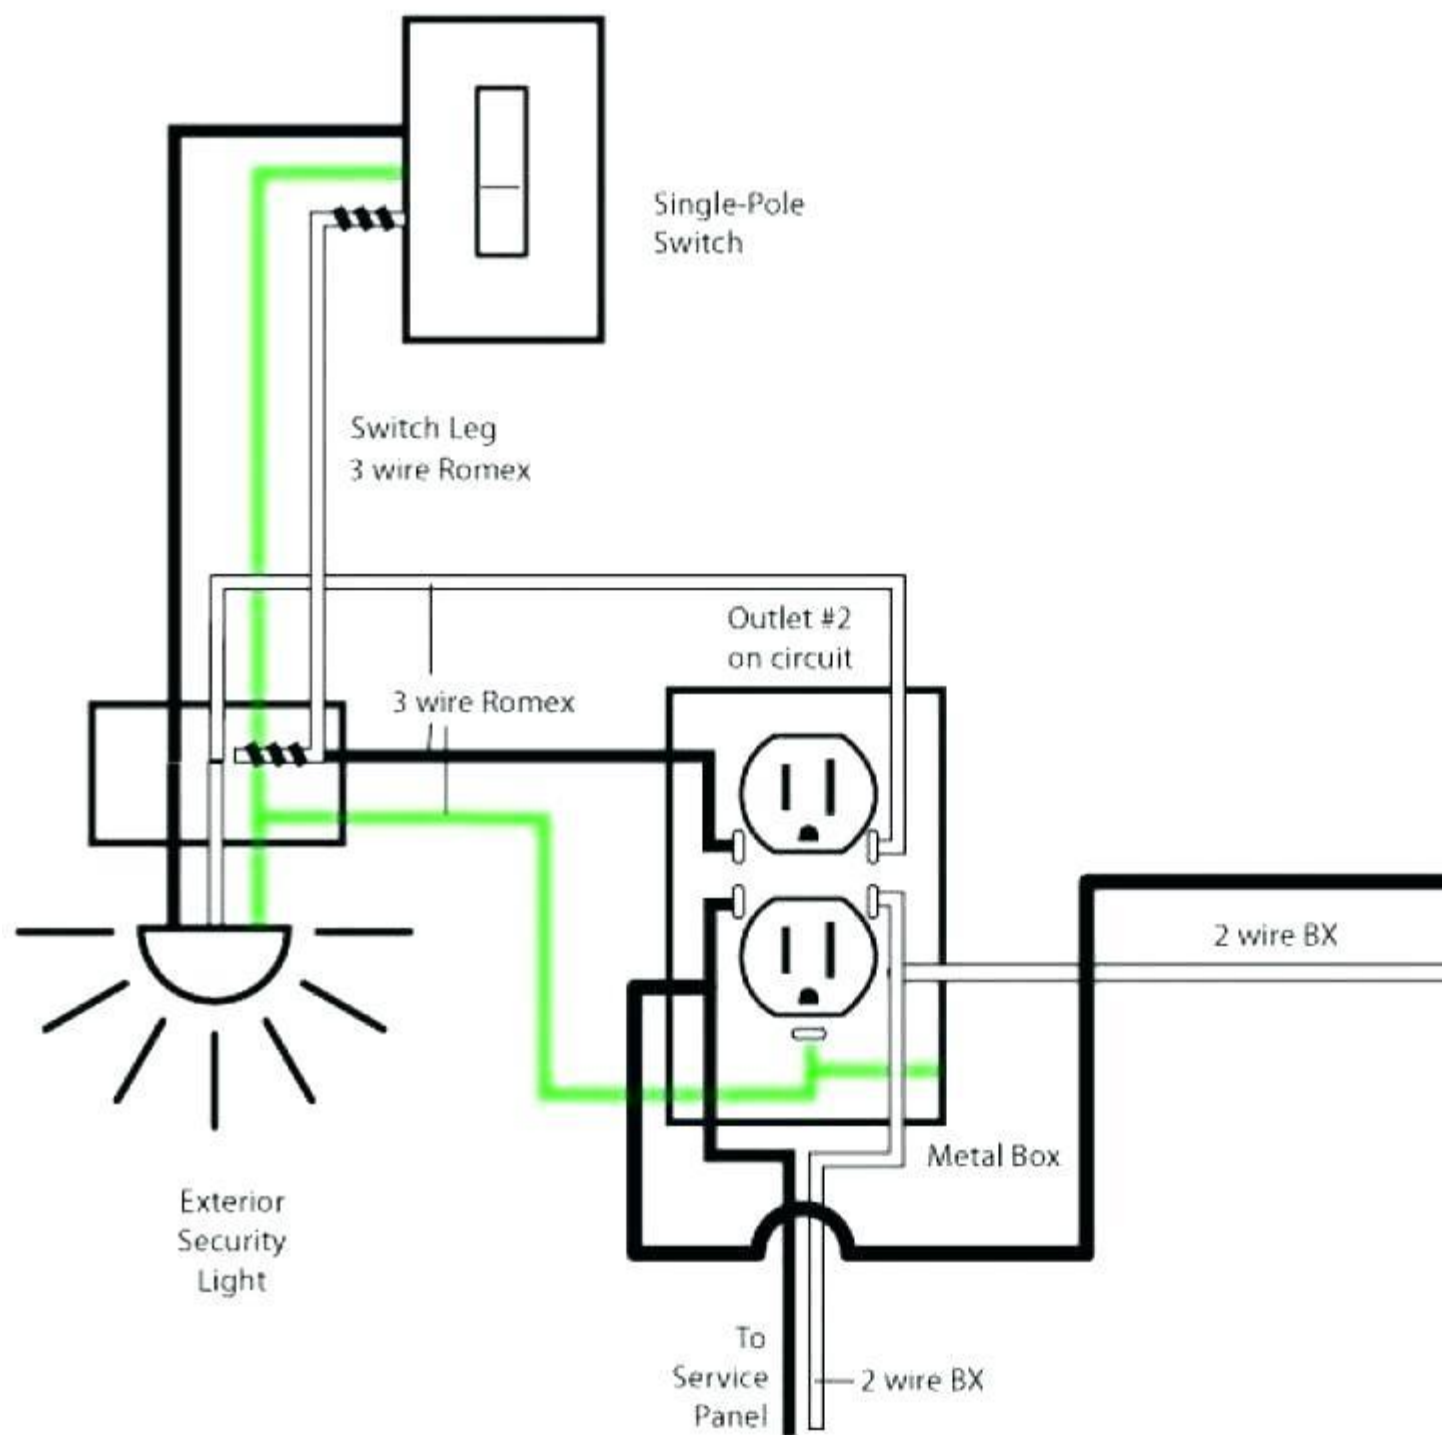 Single-Pole
Switch
Switch Leg
3 wire Romex
Outlet #2
on circuit
3 wire Romex
2 wire BX
Metal Box
Exterior
Security
Light
To
Service
Panel
2 wire BX